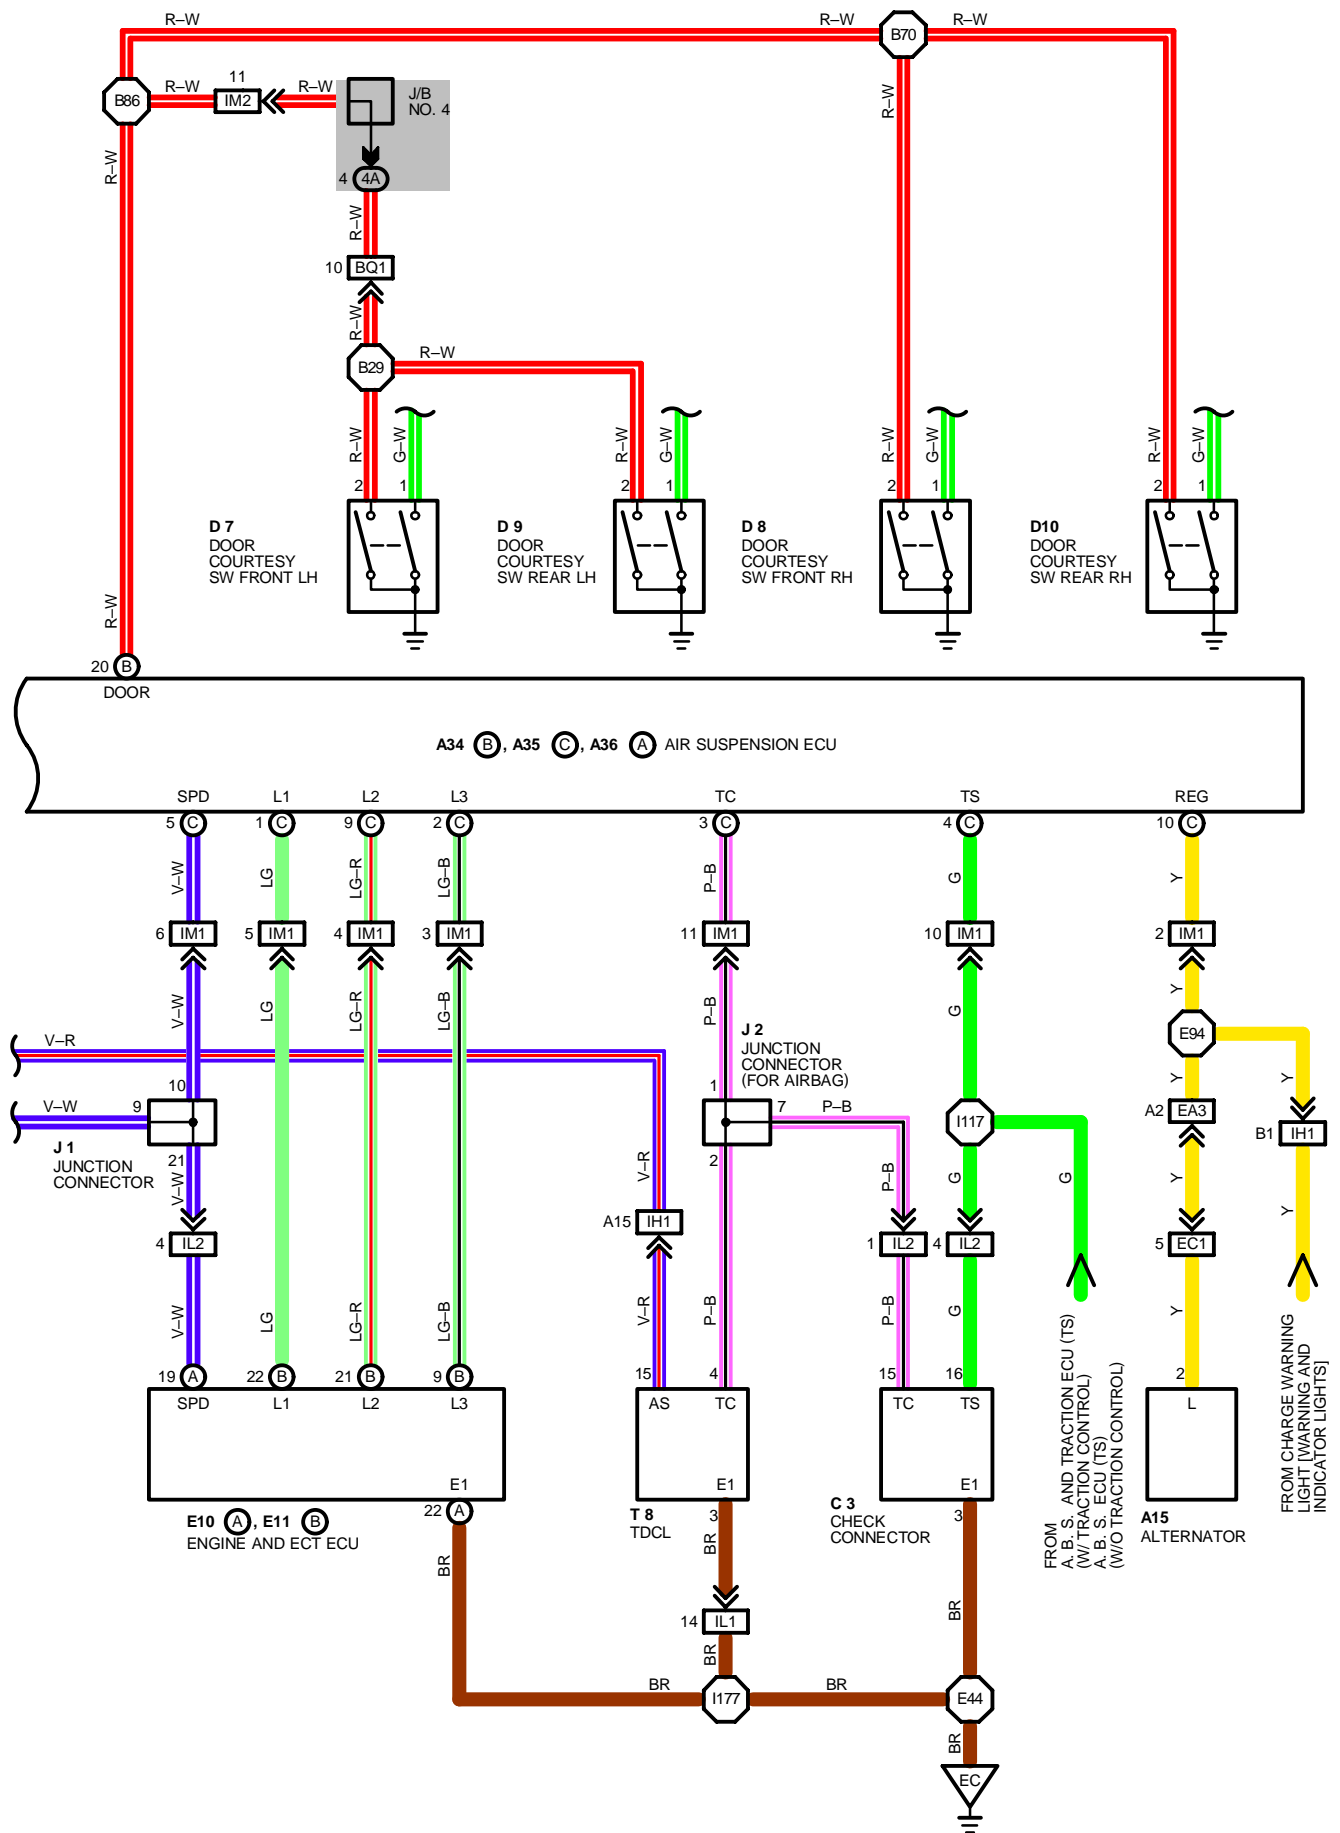 R–W
R–W
R–W
B70
B86
R–W
11
IM2
R–W
J/B
NO. 4
4
4A
R–W
R–W
R–W
10
BQ1
R–W
B29
R–W
R–W
G–W
R–W
G–W
R–W
G–W
R–W
G–W
2
1
2
1
2
1
2
1
D 7
DOOR
COURTESY
SW FRONT LH
D 9
DOOR
COURTESY
SW REAR LH
D 8
DOOR
COURTESY
SW FRONT RH
D10
DOOR
COURTESY
SW REAR RH
R–W
20
B
DOOR
A34 B , A35 C , A36 A AIR SUSPENSION ECU
SPD
L1
L2
L3
TC
TS
REG
5 C
1 C
9 C
2 C
3 C
4 C
10 C
V–W
LG
LG–R
LG–B
P–B
G
Y
6 IM1
5 IM1
4 IM1
3 IM1
11 IM1
10 IM1
2 IM1
V–W
LG
LG–R
LG–B
P–B
G
Y
V–R
J 2
JUNCTION
CONNECTOR
(FOR AIRBAG)
E94
10
1
Y
Y
V–W
9
7
P–B
I117
A2 EA3
B1 IH1
J 1
JUNCTION
CONNECTOR
21
2
V–W
V–R
P–B
G
G
Y
Y
A15 IH1
4 IL2
1 IL2
4 IL2
5 EC1
V–W
LG
LG–R
LG–B
V–R
P–B
P–B
G
Y
19 A
22 B
21 B
9 B
15
4
15
16
2
SPD
L1
L2
L3
AS
TC
TC
TS
L
E1
E1
E1
E10 A , E11 B
ENGINE AND ECT ECU
22 A
T 8
TDCL
3
C 3
CHECK
CONNECTOR
3
FROM
A. B. S. AND TRACTION ECU (TS)
(W/ TRACTION CONTROL)
A. B. S. ECU (TS)
(W/O TRACTION CONTROL)
A15
ALTERNATOR
FROM CHARGE WARNING
LIGHT [WARNING AND
INDICATOR LIGHTS]
BR
BR
BR
14 IL1
BR
BR
I177
BR
E44
BR
EC